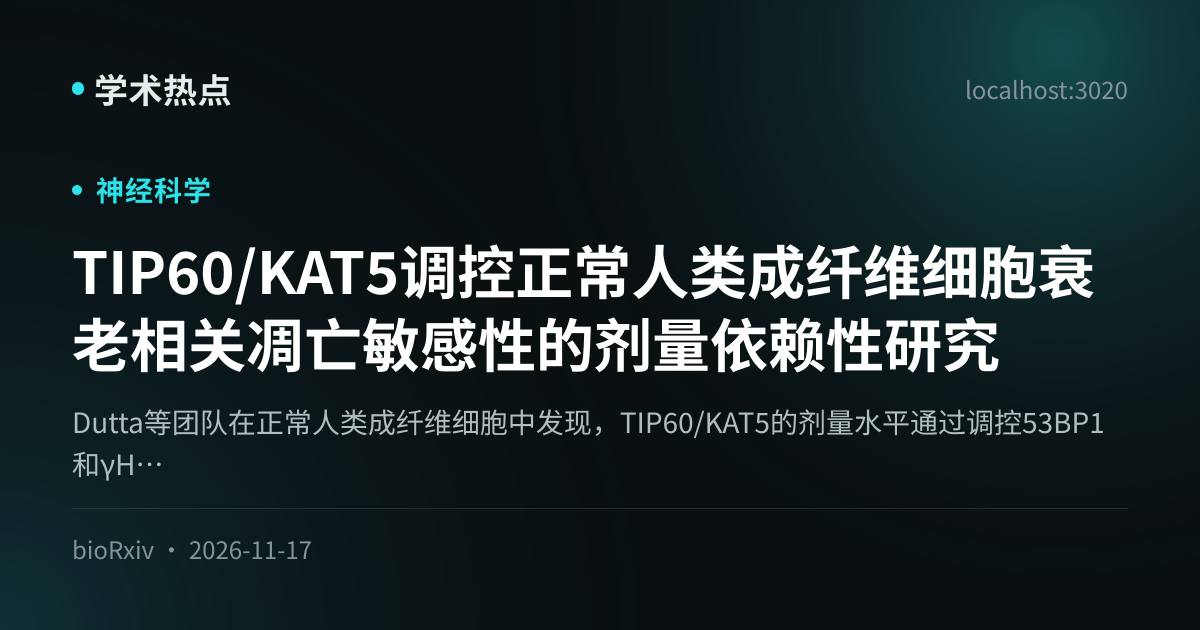 学术热点
localhost:3020
神经科学
TIP60/KAT5调控正常人类成纤维细胞衰
老相关凋亡敏感性的剂量依赖性研究
Dutta等团队在正常人类成纤维细胞中发现，TIP60/KAT5的剂量水平通过调控53BP1
和γH…
bioRxiv • 2026-11-17